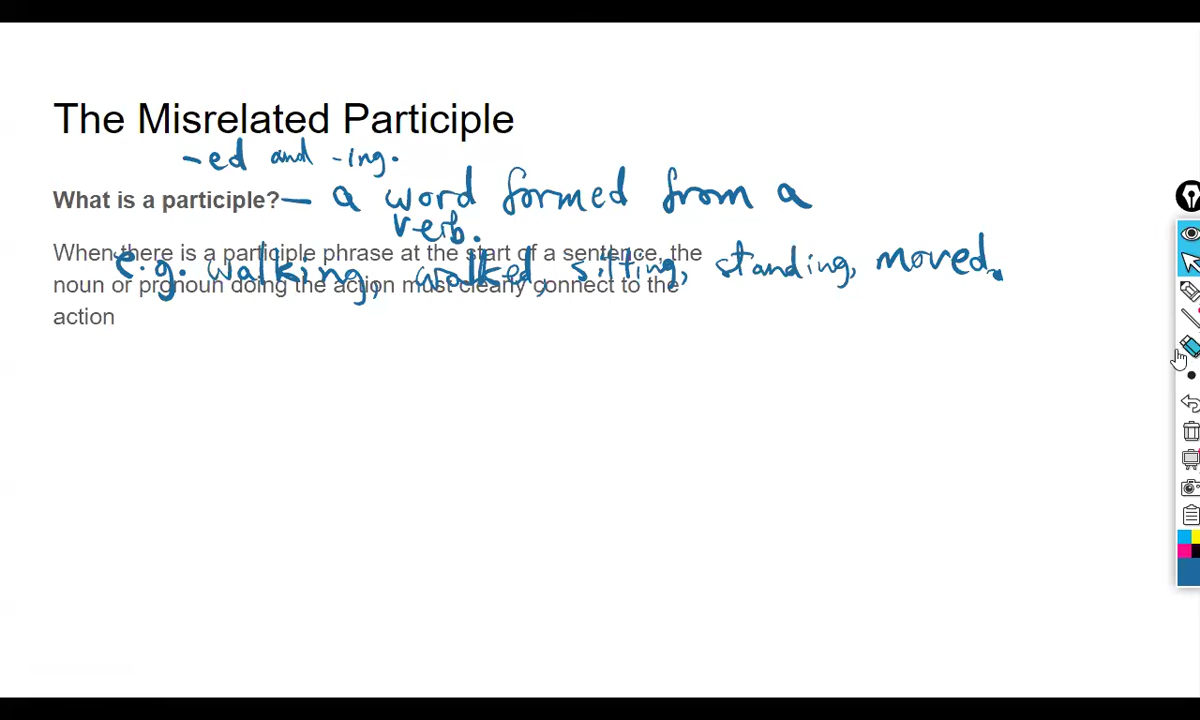 The Misrelated Participle
-ed and -ing.
What is a participle? — a word formed from a
verb.
When there is a participle phrase at the start of a sentence, the
e.g. walking, walked, sitting, standing, moved.
noun or pronoun doing the action must clearly connect to the
action